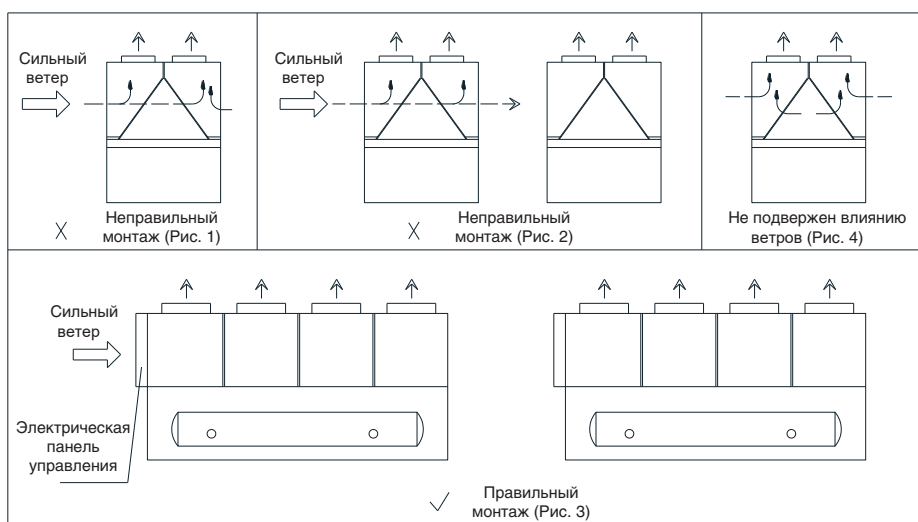 Сильный
ветер
Неправильный
монтаж (Рис. 1)
Сильный
ветер
Неправильный
монтаж (Рис. 2)
Не подвержен влиянию
ветров (Рис. 4)
Сильный
ветер
Электрическая
панель
управления
Правильный
монтаж (Рис. 3)